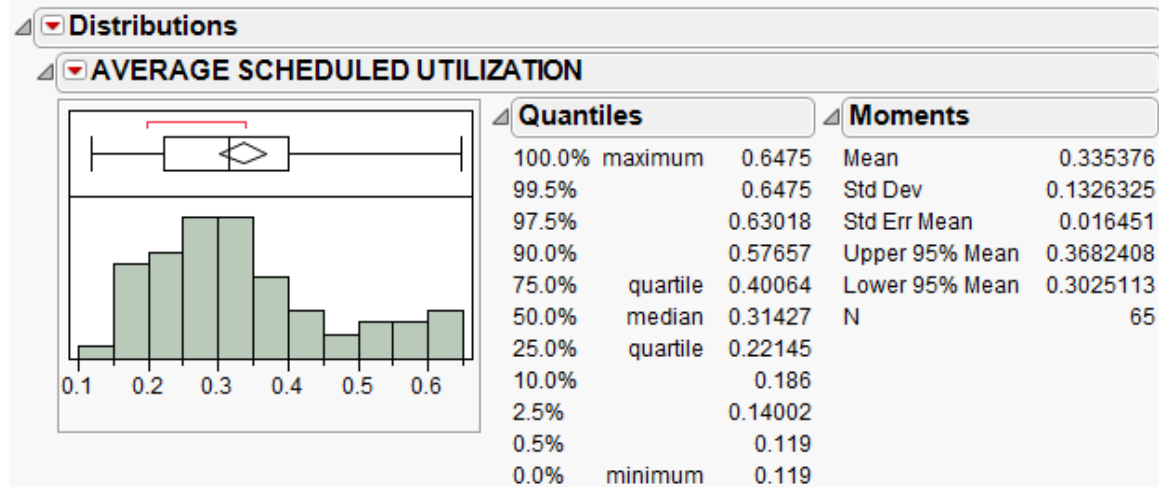 Distributions
AVERAGE SCHEDULED UTILIZATION
0.1 0.2 0.3 0.4 0.5 0.6
Quantiles
100.0% maximum 0.6475
99.5% 0.6475
97.5% 0.63018
90.0% 0.57657
75.0% quartile 0.40064
50.0% median 0.31427
25.0% quartile 0.22145
10.0% 0.186
2.5% 0.14002
0.5% 0.119
0.0% minimum 0.119
Moments
Mean 0.335376
Std Dev 0.1326325
Std Err Mean 0.016451
Upper 95% Mean 0.3682408
Lower 95% Mean 0.3025113
N 65